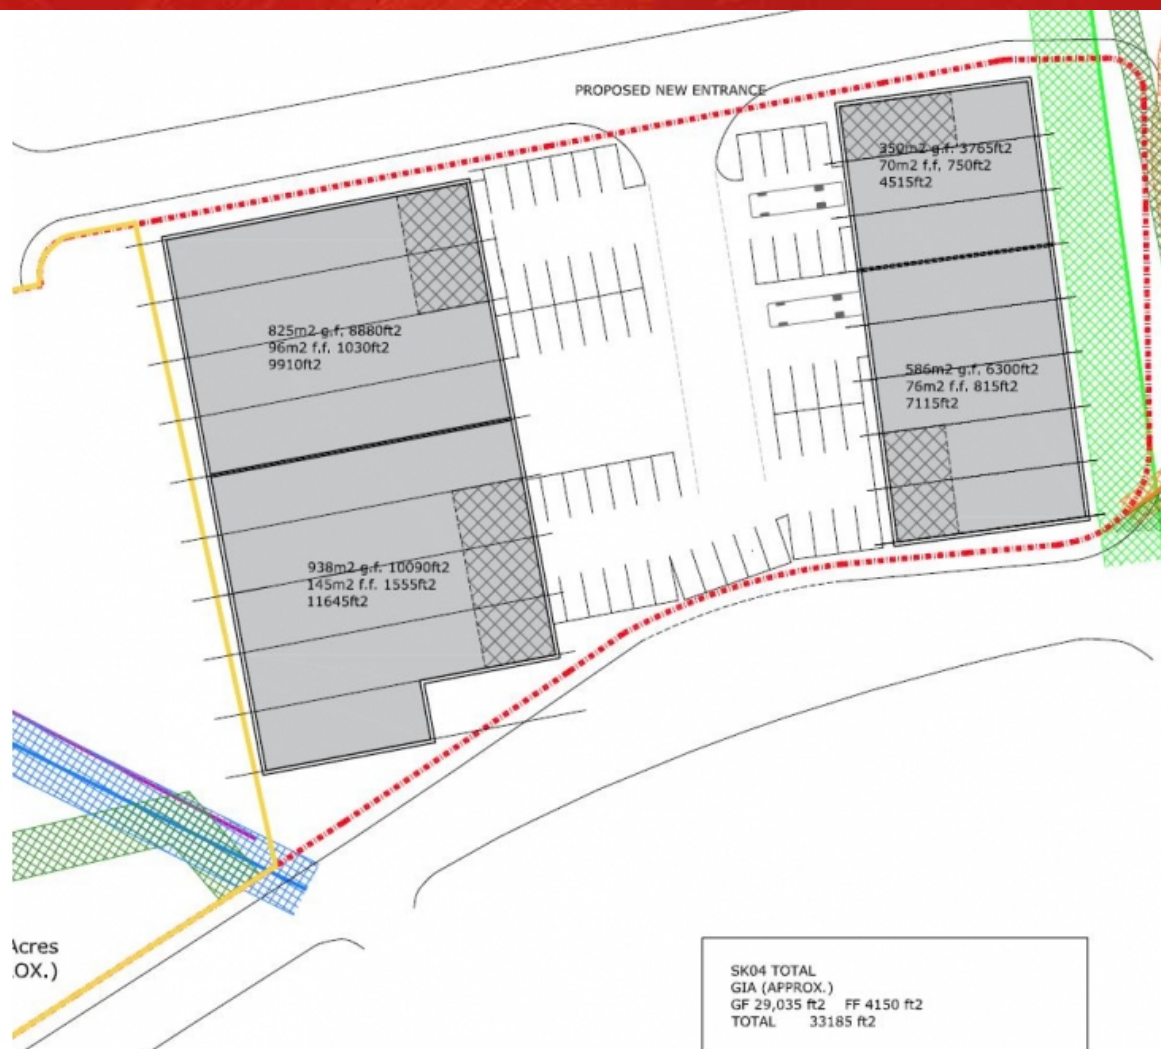 PROPOSED NEW ENTRANCE
350m2 g.f. 3765ft2
70m2 f.f. 750ft2
4515ft2
825m2 g.f. 8880ft2
96m2 f.f. 1030ft2
9910ft2
586m2 g.f. 6300ft2
76m2 f.f. 815ft2
7115ft2
938m2 g.f. 10090ft2
145m2 f.f. 1555ft2
11645ft2
Acres
OX.)
SK04 TOTAL
GIA (APPROX.)
GF 29,035 ft2 FF 4150 ft2
TOTAL 33185 ft2